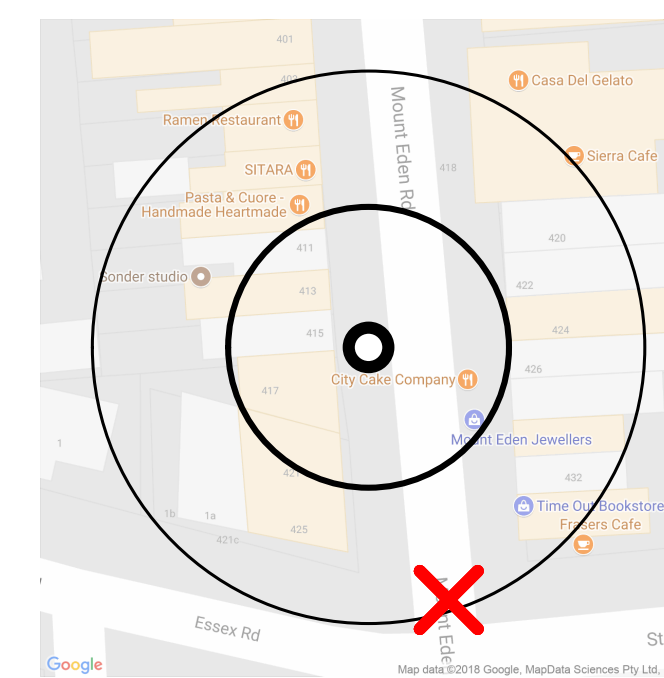 401
403
Casa Del Gelato
Mount Eden Rd
Ramen Restaurant
Sierra Cafe
418
SITARA
Pasta & Cuore -
Handmade Heartmade
420
411
Sonder studio
422
413
415
424
426
City Cake Company
417
Mount Eden Jewellers
1
432
425
Time Out Bookstore
Frasers Cafe
1b
1a
421c
Essex Rd
St
Google
Map data ©2018 Google, MapData Sciences Pty Ltd,